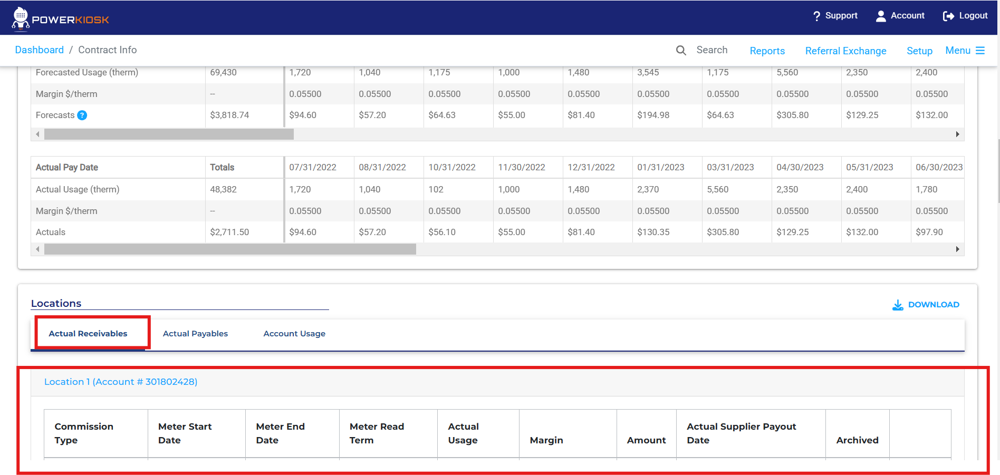 POWERKIOSK
? Support Account Logout
Dashboard / Contract Info Search Reports Referral Exchange Setup Menu
Forecasted Usage (therm) 69,430 1,720 1,040 1,175 1,000 1,480 3,545 1,175 5,560 2,350 2,400
Margin $/therm -- 0.05500 0.05500 0.05500 0.05500 0.05500 0.05500 0.05500 0.05500 0.05500 0.05500
Forecasts ? $3,818.74 $94.60 $57.20 $64.63 $55.00 $81.40 $194.98 $64.63 $305.80 $129.25 $132.00
Actual Pay Date Totals 07/31/2022 08/31/2022 10/31/2022 11/30/2022 12/31/2022 01/31/2023 03/31/2023 04/30/2023 05/31/2023 06/30/2023
Actual Usage (therm) 48,382 1,720 1,040 102 1,000 1,480 2,370 5,560 2,350 2,400 1,780
Margin $/therm -- 0.05500 0.05500 0.05500 0.05500 0.05500 0.05500 0.05500 0.05500 0.05500 0.05500
Actuals $2,711.50 $94.60 $57.20 $56.10 $55.00 $81.40 $130.35 $305.80 $129.25 $132.00 $97.90
Locations
DOWNLOAD
Actual Receivables Actual Payables Account Usage
Location 1 (Account # 301802428)
Commission Meter Start Meter End Meter Read Actual Actual Supplier Payout
Type Date Date Term Usage Margin Amount Date Archived